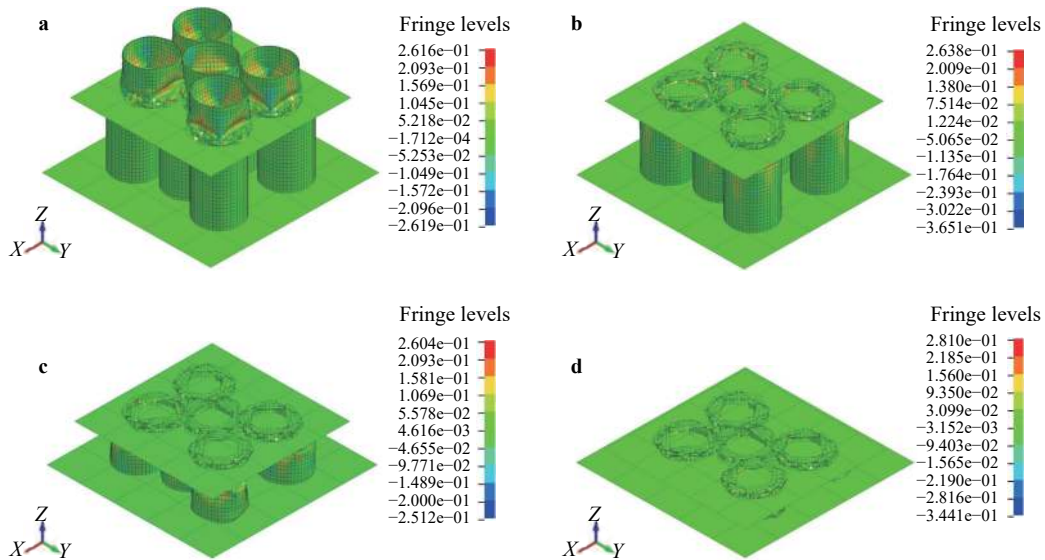 a
Fringe levels
2.616e−01
2.093e−01
1.569e−01
1.045e−01
5.218e−02
−1.712e−04
−5.253e−02
−1.049e−01
−1.572e−01
−2.096e−01
−2.619e−01
Z
X
Y
b
Fringe levels
2.638e−01
2.009e−01
1.380e−01
7.514e−02
1.224e−02
−5.065e−02
−1.135e−01
−1.764e−01
−2.393e−01
−3.022e−01
−3.651e−01
Z
X
Y
c
Fringe levels
2.604e−01
2.093e−01
1.581e−01
1.069e−01
5.578e−02
4.616e−03
−4.655e−02
−9.771e−02
−1.489e−01
−2.000e−01
−2.512e−01
Z
X
Y
d
Fringe levels
2.810e−01
2.185e−01
1.560e−01
9.350e−02
3.099e−02
−3.152e−03
−9.403e−02
−1.565e−02
−2.190e−01
−2.816e−01
−3.441e−01
Z
X
Y